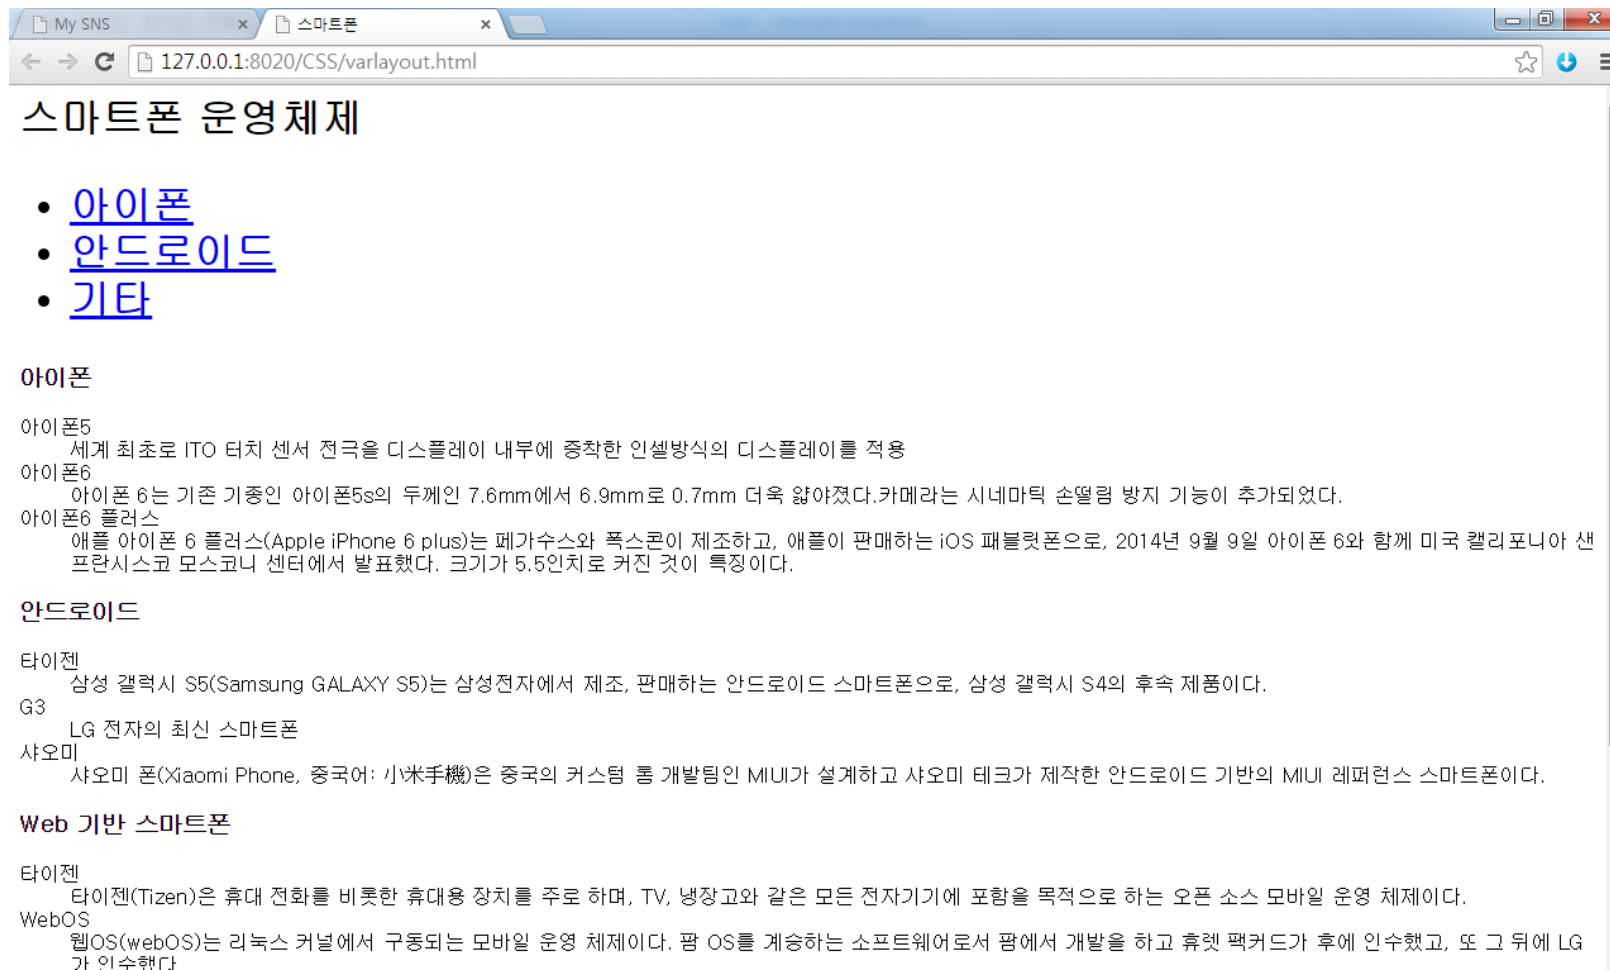 My SNS
스마트폰
127.0.0.1:8020/CSS/varlayout.html
스마트폰 운영체제
아이폰
안드로이드
기타
아이폰
아이폰5
세계 최초로 ITO 터치 센서 전극을 디스플레이 내부에 증착한 인셀방식의 디스플레이를 적용
아이폰6
아이폰 6는 기존 기종인 아이폰5s의 두께인 7.6mm에서 6.9mm로 0.7mm 더욱 얇아졌다.카메라는 시네마틱 손떨림 방지 기능이 추가되었다.
아이폰6 플러스
애플 아이폰 6 플러스(Apple iPhone 6 plus)는 페가수스와 폭스콘이 제조하고, 애플이 판매하는 iOS 패블릿폰으로, 2014년 9월 9일 아이폰 6와 함께 미국 캘리포니아 샌
프란시스코 모스코니 센터에서 발표했다. 크기가 5.5인치로 커진 것이 특징이다.
안드로이드
타이젠
삼성 갤럭시 S5(Samsung GALAXY S5)는 삼성전자에서 제조, 판매하는 안드로이드 스마트폰으로, 삼성 갤럭시 S4의 후속 제품이다.
G3
LG 전자의 최신 스마트폰
샤오미
샤오미 폰(Xiaomi Phone, 중국어: 小米手機)은 중국의 커스텀 롬 개발팀인 MIUI가 설계하고 샤오미 테크가 제작한 안드로이드 기반의 MIUI 레퍼런스 스마트폰이다.
Web 기반 스마트폰
타이젠
타이젠(Tizen)은 휴대 전화를 비롯한 휴대용 장치를 주로 하며, TV, 냉장고와 같은 모든 전자기기에 포함을 목적으로 하는 오픈 소스 모바일 운영 체제이다.
WebOS
웹OS(webOS)는 리눅스 커널에서 구동되는 모바일 운영 체제이다. 팜 OS를 계승하는 소프트웨어로서 팜에서 개발을 하고 휴렛 팩커드가 후에 인수했고, 또 그 뒤에 LG
가 인수했다